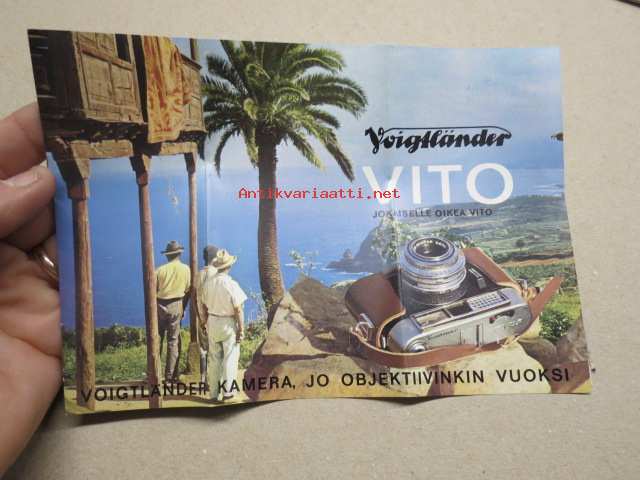 Voigtländer
VITO
Antikvariaatti.net
JOKAISELLE OIKEA VITO
VOIGTLÄNDER KAMERA, JO OBJEKTIIVINKIN VUOKSI